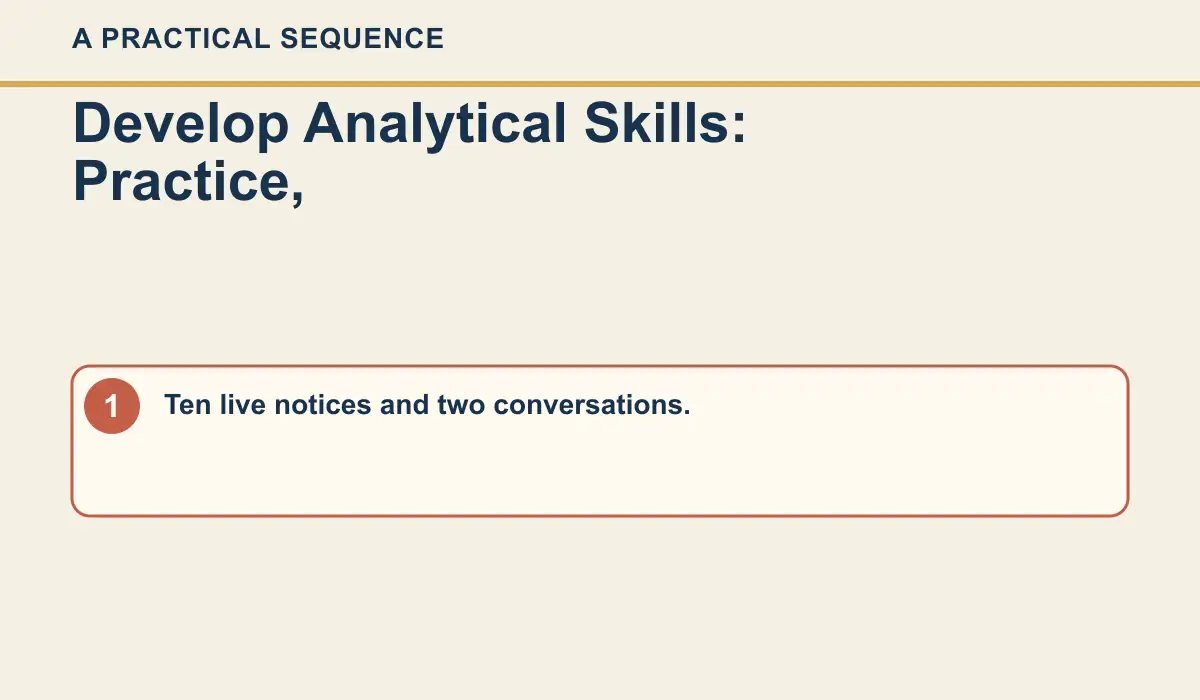 A PRACTICAL SEQUENCE
Develop Analytical Skills:
Practice,
1
Ten live notices and two conversations.